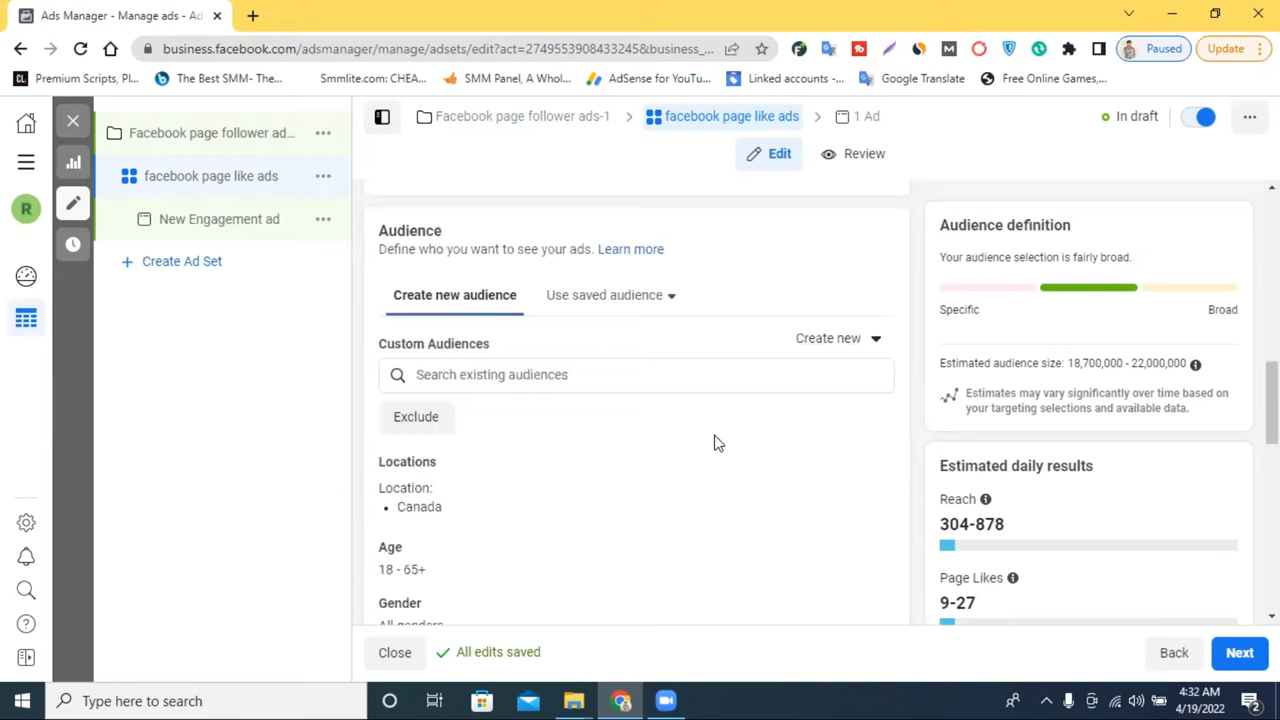 Ads Manager - Manage ads - Ad
business.facebook.com/adsmanager/manage/adsets/edit?act=2749553908433245&business_...
Paused
Update
CL
Premium Scripts, Pl...
The Best SMM- The...
Smmlite.com: CHEA...
SMM Panel, A Whol...
AdSense for YouTu...
Linked accounts -...
Google Translate
Free Online Games,...
Facebook page follower ad...
facebook page like ads
New Engagement ad
Create Ad Set
R
Facebook page follower ads-1
facebook page like ads
1 Ad
In draft
Edit
Review
Audience
Define who you want to see your ads. Learn more
Create new audience
Use saved audience
Custom Audiences
Create new
Search existing audiences
Exclude
Locations
Location:
• Canada
Age
18 - 65+
Gender
All genders
Audience definition
Your audience selection is fairly broad.
Specific
Broad
Estimated audience size: 18,700,000 - 22,000,000
Estimates may vary significantly over time based on
your targeting selections and available data.
Estimated daily results
Reach
304-878
Page Likes
9-27
Close
All edits saved
Back
Next
Type here to search
4:32 AM
4/19/2022
2